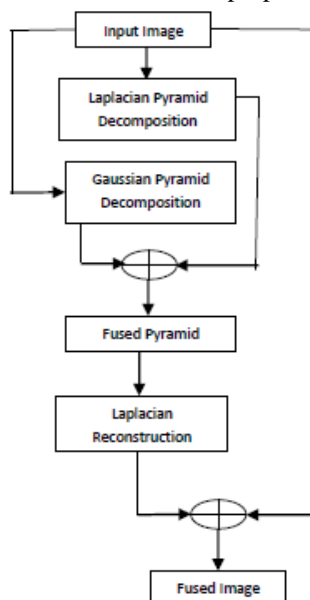 Input Image
Laplacian Pyramid
Decomposition
Gaussian Pyramid
Decomposition
Fused Pyramid
Laplacian
Reconstruction
Fused Image